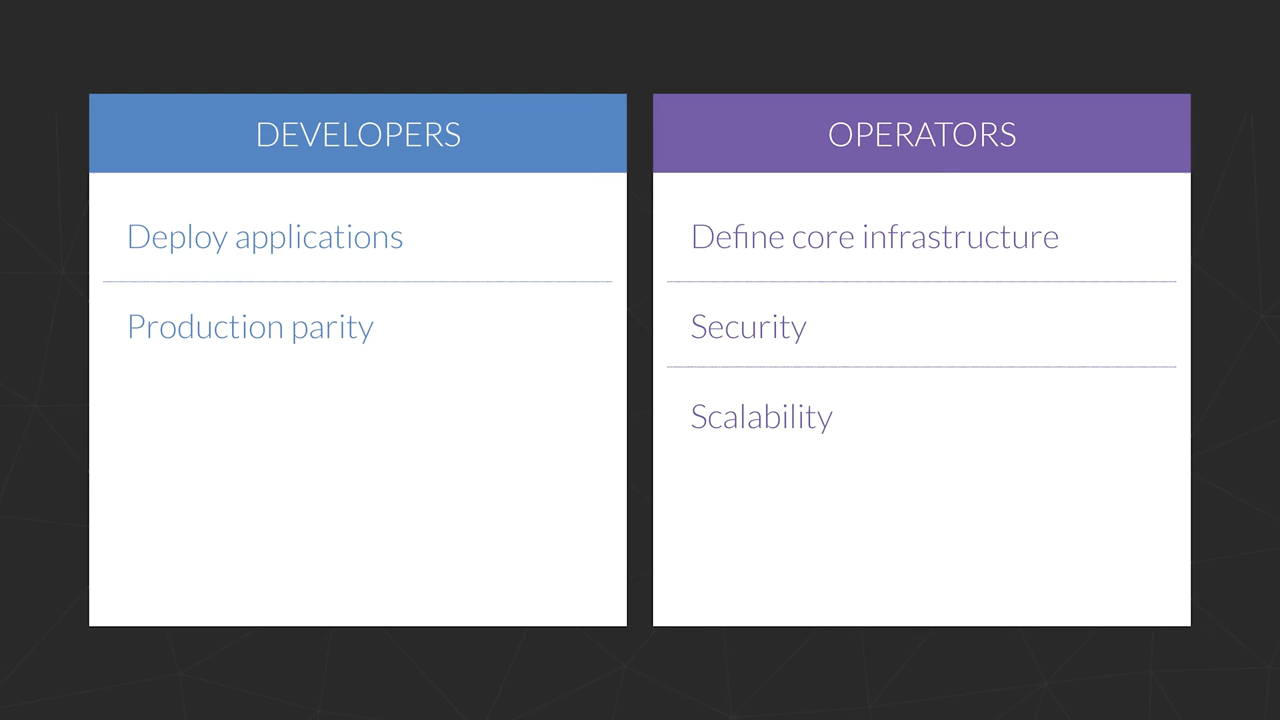 DEVELOPERS
Deploy applications
Production parity
OPERATORS
Define core infrastructure
Security
Scalability